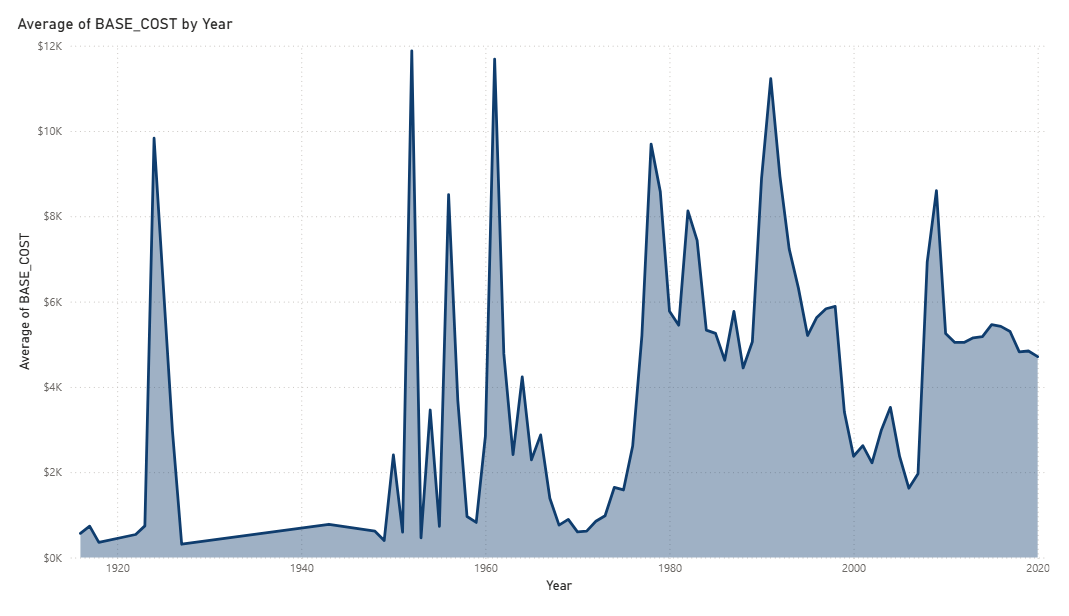 Average of BASE_COST by Year
$12K
$10K
$8K
$6K
$4K
$2K
$0K
Average of BASE_COST
1920
1940
1960
1980
2000
2020
Year